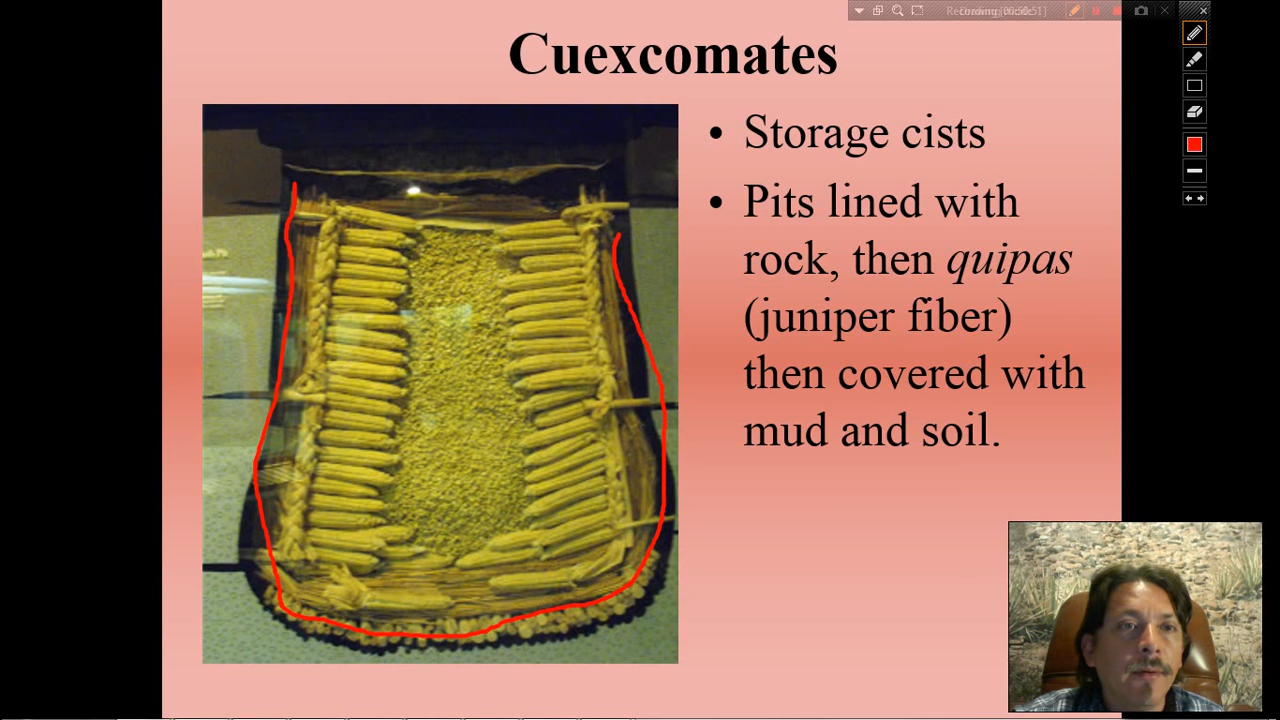 Cuexcomates
• Storage cists
• Pits lined with
rock, then quipas
(juniper fiber)
then covered with
mud and soil.